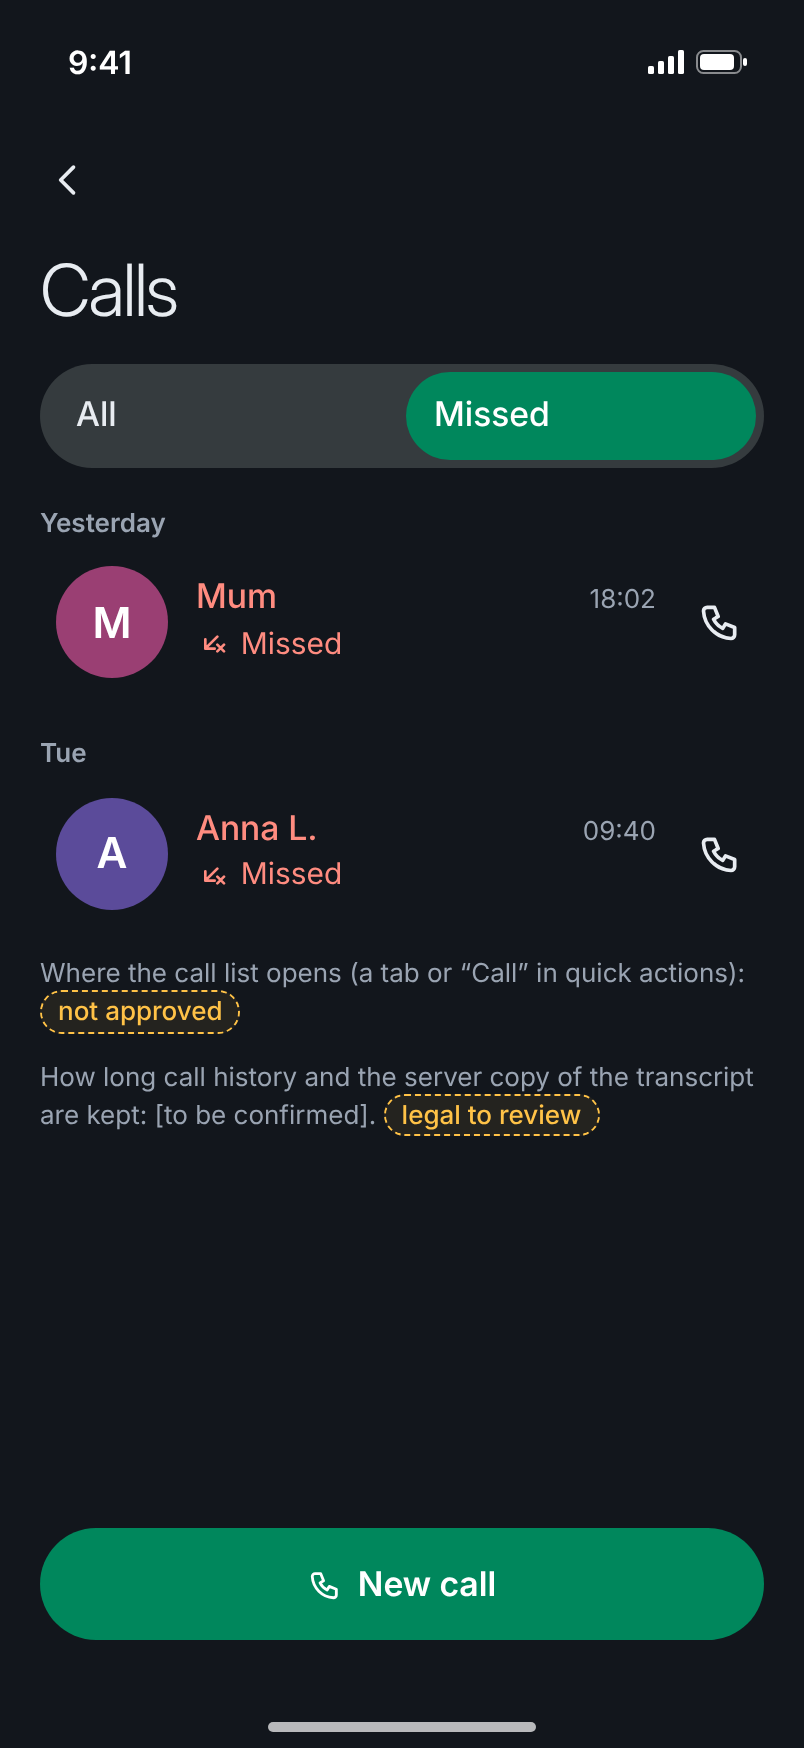 9:41
Calls
All
Missed
Yesterday
M
Mum
18:02
Missed
Tue
A
Anna L.
09:40
Missed
Where the call list opens (a tab or “Call” in quick actions):
not approved
How long call history and the server copy of the transcript
are kept: [to be confirmed]. legal to review
New call